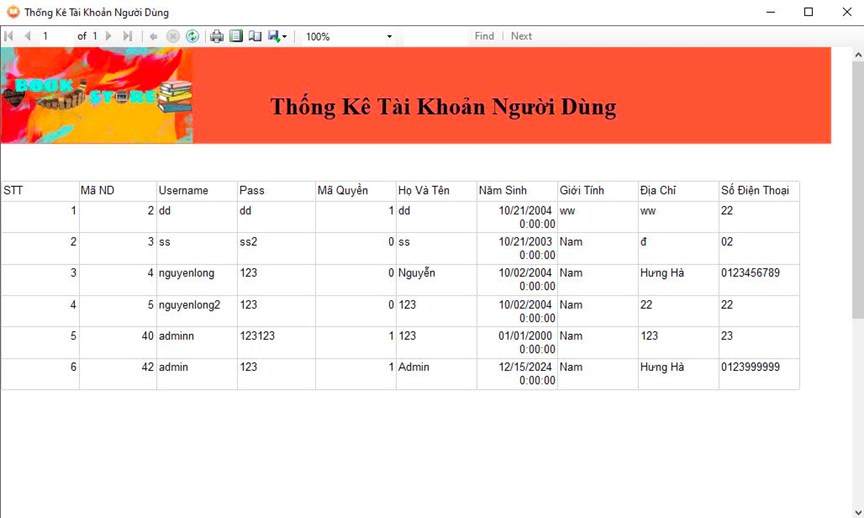 Thống Kê Tài Khoản Người Dùng
1 of 1 100% Find | Next
BOOK STORE
Thống Kê Tài Khoản Người Dùng
STT Mã ND Username Pass Mã Quyền Họ Và Tên Năm Sinh Giới Tính Địa Chỉ Số Điện Thoại
1 2 dd dd 1 dd 10/21/2004 0:00:00 ww ww 22
2 3 ss ss2 0 ss 10/21/2003 0:00:00 Nam đ 02
3 4 nguyenlong 123 0 Nguyễn 10/02/2004 0:00:00 Nam Hưng Hà 0123456789
4 5 nguyenlong2 123 0 123 10/02/2004 0:00:00 Nam 22 22
5 40 adminn 123123 1 123 01/01/2000 0:00:00 Nam 123 23
6 42 admin 123 1 Admin 12/15/2024 0:00:00 Nam Hưng Hà 0123999999